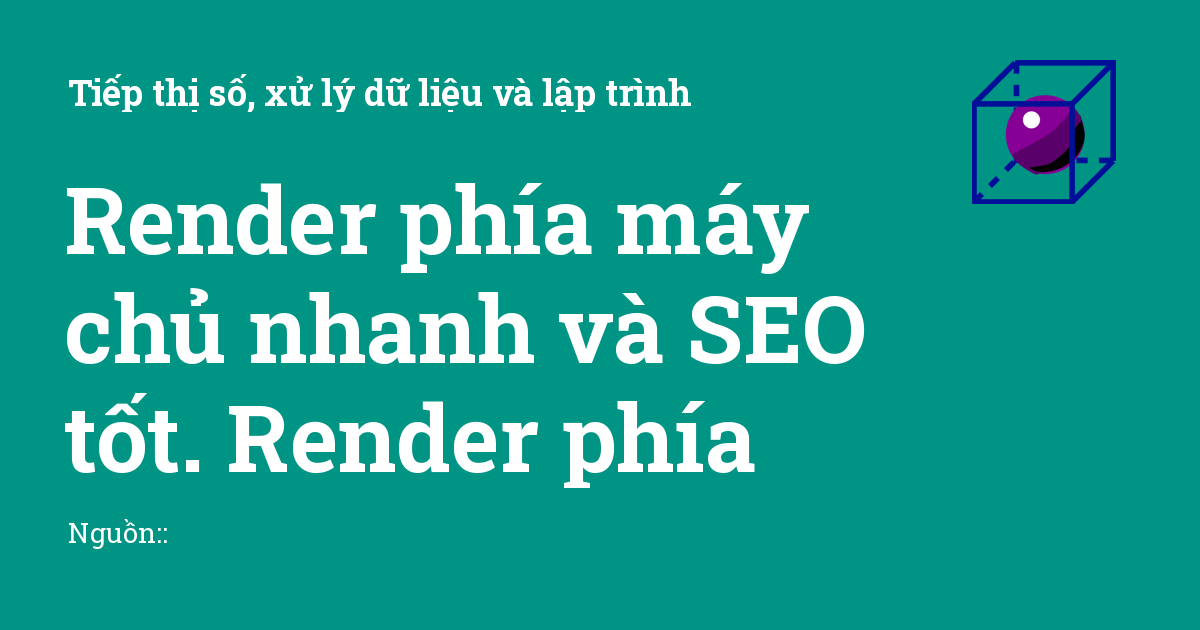 Tiếp thị số, xử lý dữ liệu và lập trình
Render phía máy
chủ nhanh và SEO
tốt. Render phía
Nguồn::